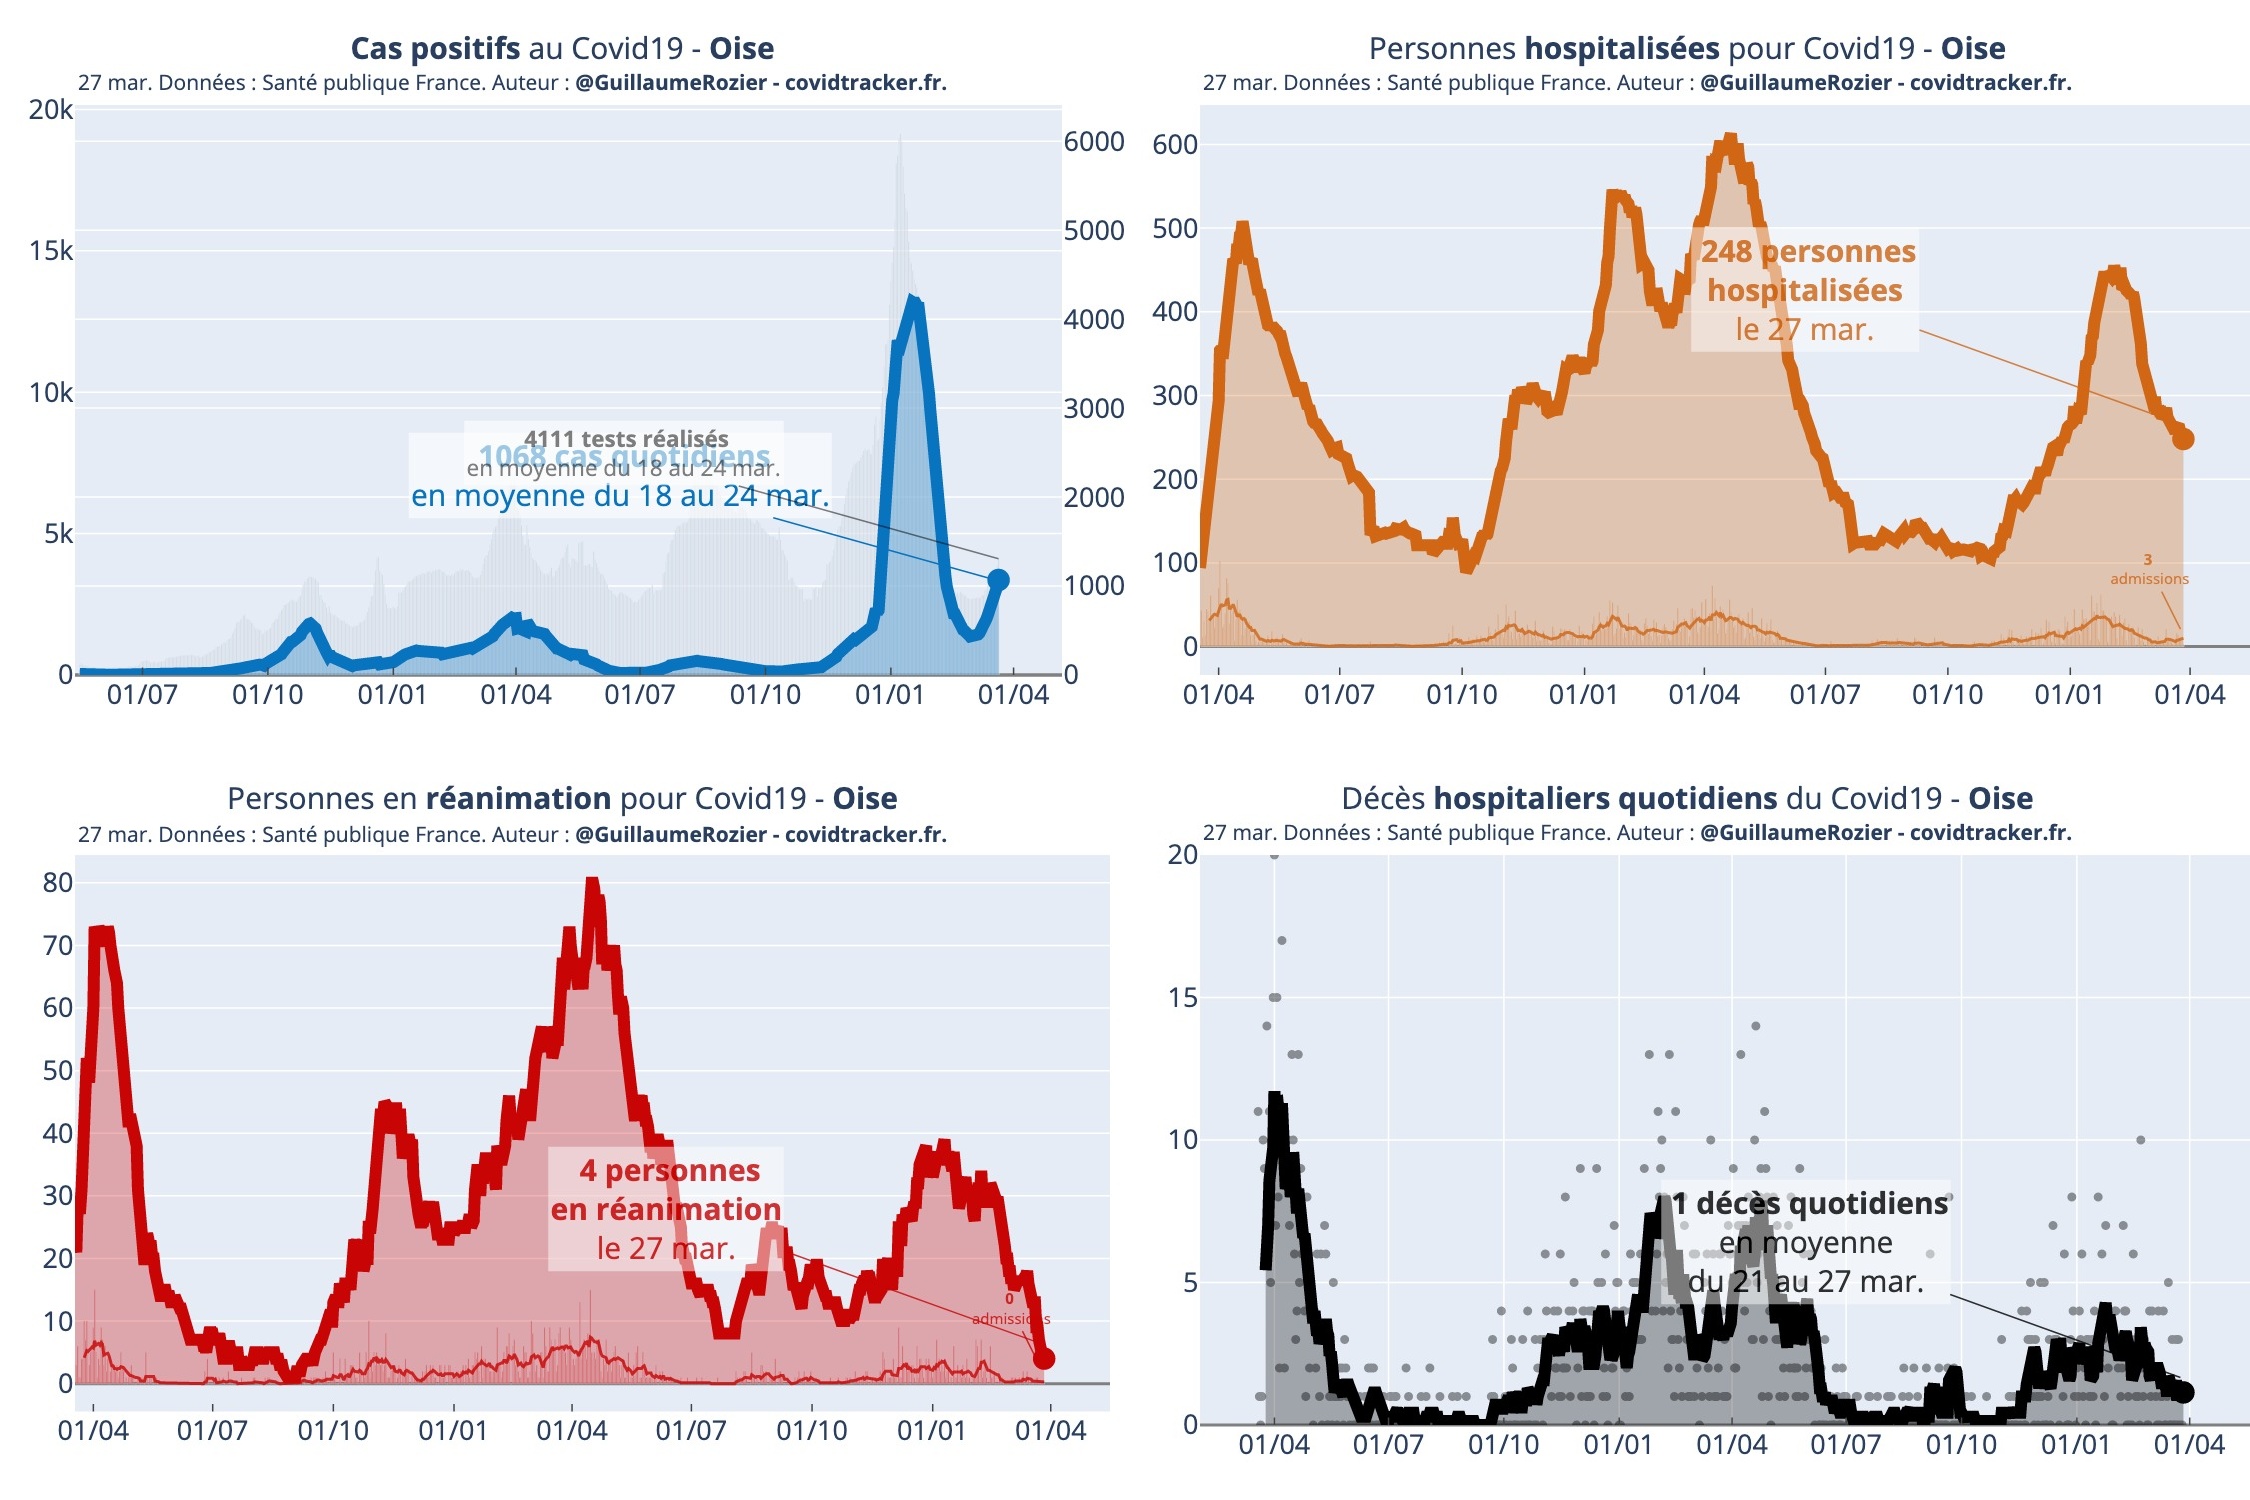 Cas positifs au Covid19 - Oise
27 mar. Données : Santé publique France. Auteur : @GuillaumeRozier - covidtracker.fr.
20k
15k
10k
5k
0
6000
5000
4000
3000
2000
1000
0
4111 tests réalisés
1068 cas quotidiens
en moyenne du 18 au 24 mar.
en moyenne du 18 au 24 mar.
01/07 01/10 01/01 01/04 01/07 01/10 01/01 01/04
Personnes hospitalisées pour Covid19 - Oise
27 mar. Données : Santé publique France. Auteur : @GuillaumeRozier - covidtracker.fr.
600
500
400
300
200
100
0
248 personnes
hospitalisées
le 27 mar.
3
admissions
01/04 01/07 01/10 01/01 01/04 01/07 01/10 01/01 01/04
Personnes en réanimation pour Covid19 - Oise
27 mar. Données : Santé publique France. Auteur : @GuillaumeRozier - covidtracker.fr.
80
70
60
50
40
30
20
10
0
4 personnes
en réanimation
le 27 mar.
0
admissions
01/04 01/07 01/10 01/01 01/04 01/07 01/10 01/01 01/04
Décès hospitaliers quotidiens du Covid19 - Oise
27 mar. Données : Santé publique France. Auteur : @GuillaumeRozier - covidtracker.fr.
20
15
10
5
0
1 décès quotidiens
en moyenne
du 21 au 27 mar.
01/04 01/07 01/10 01/01 01/04 01/07 01/10 01/01 01/04